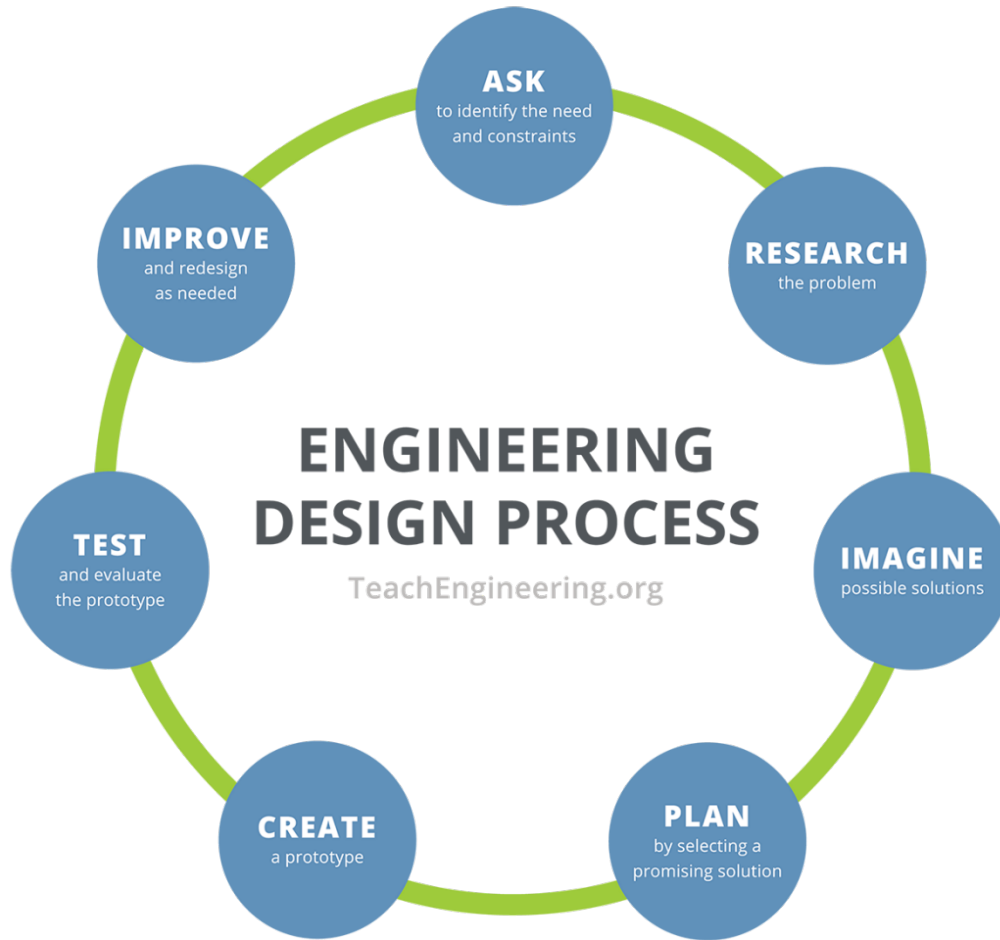 ASK
to identify the need
and constraints
RESEARCH
the problem
IMAGINE
possible solutions
PLAN
by selecting a
promising solution
CREATE
a prototype
TEST
and evaluate
the prototype
IMPROVE
and redesign
as needed
ENGINEERING
DESIGN PROCESS
TeachEngineering.org